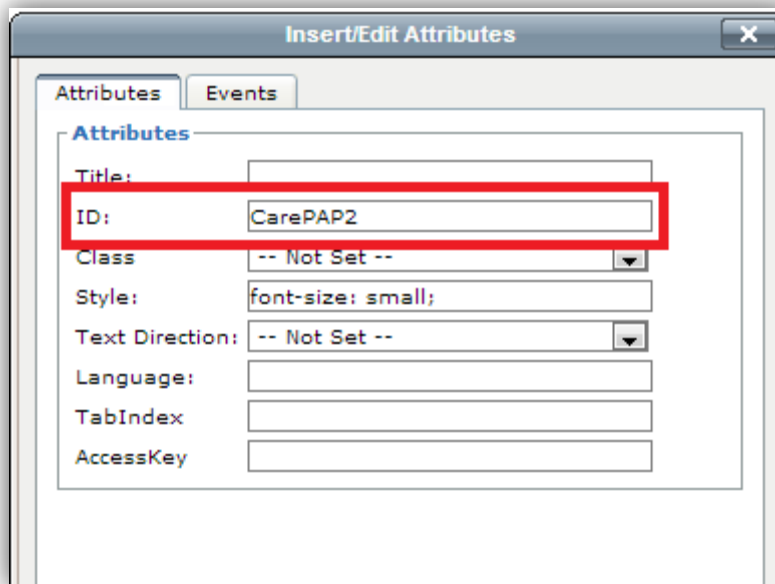 Insert/Edit Attributes
Attributes Events
Attributes
Title:
ID: CarePAP2
Class -- Not Set --
Style: font-size: small;
Text Direction: -- Not Set --
Language:
TabIndex
AccessKey